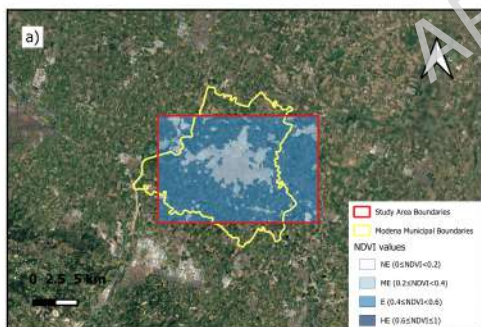 a)
Study Area Boundaries
Modena Municipal Boundaries
NDVI values
NE (0≤NDVI<0.2)
ME (0.2≤NDVI<0.4)
E (0.4≤NDVI<0.6)
HE (0.6≤NDVI≤1)
0 2.5 5 km